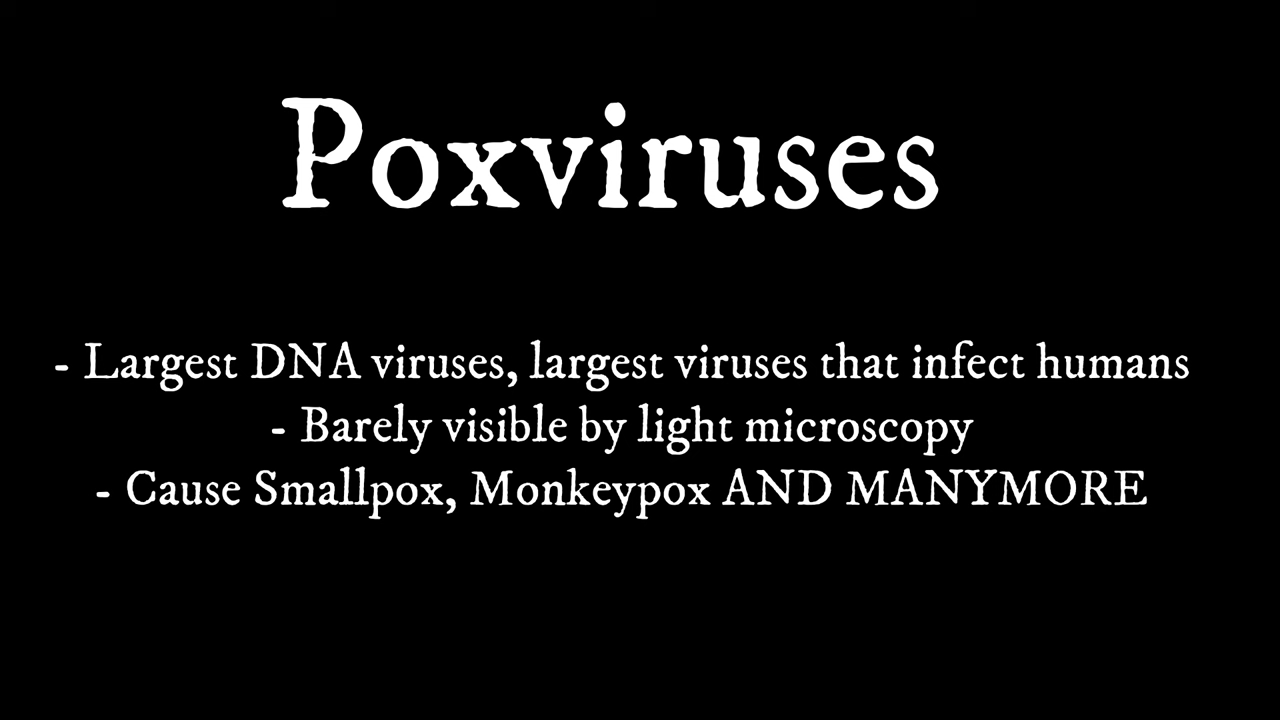 Poxviruses
- Largest DNA viruses, largest viruses that infect humans
- Barely visible by light microscopy
- Cause Smallpox, Monkeypox AND MANYMORE